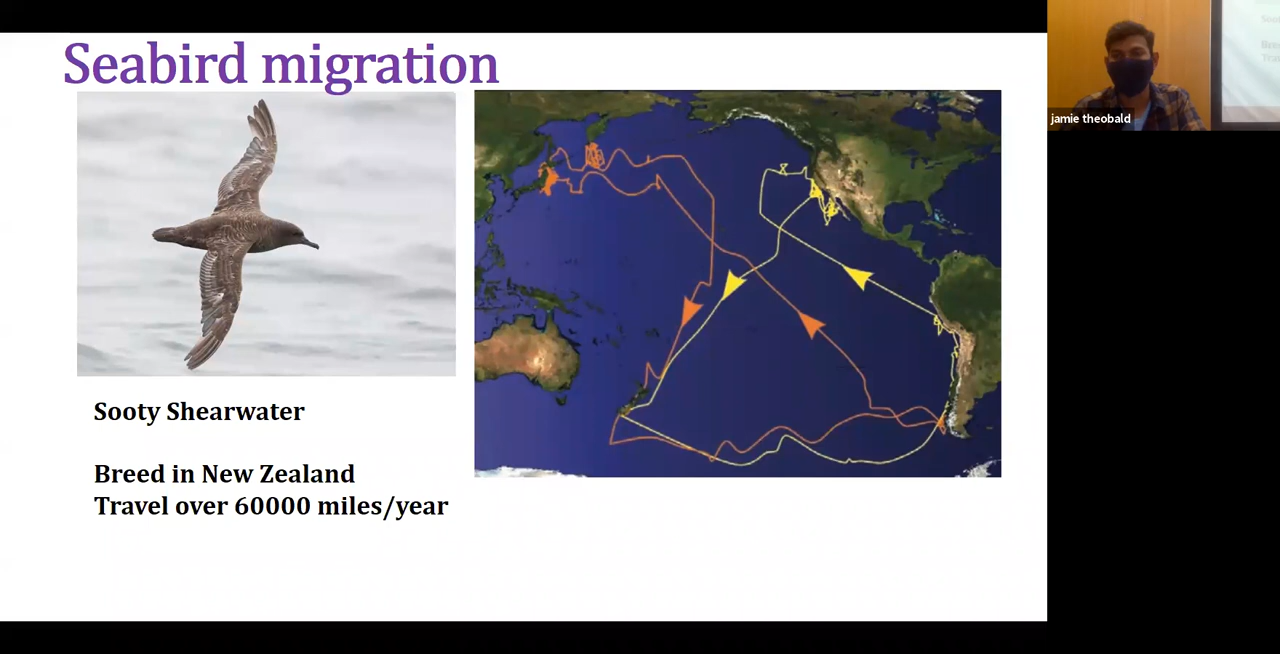 Seabird migration
Sooty Shearwater
Breed in New Zealand
Travel over 60000 miles/year
jamie theobald